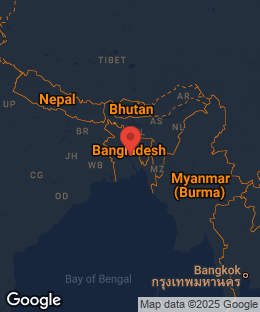 TIBET
Nepal
UP
Bhutan
AR
AS
NL
BR
Bangladesh
JH
WB
MZ
CG
OD
Myanmar
(Burma)
Bay of Bengal
Bangkok
กรุงเทพมหานคร
Google
Map data ©2025 Google